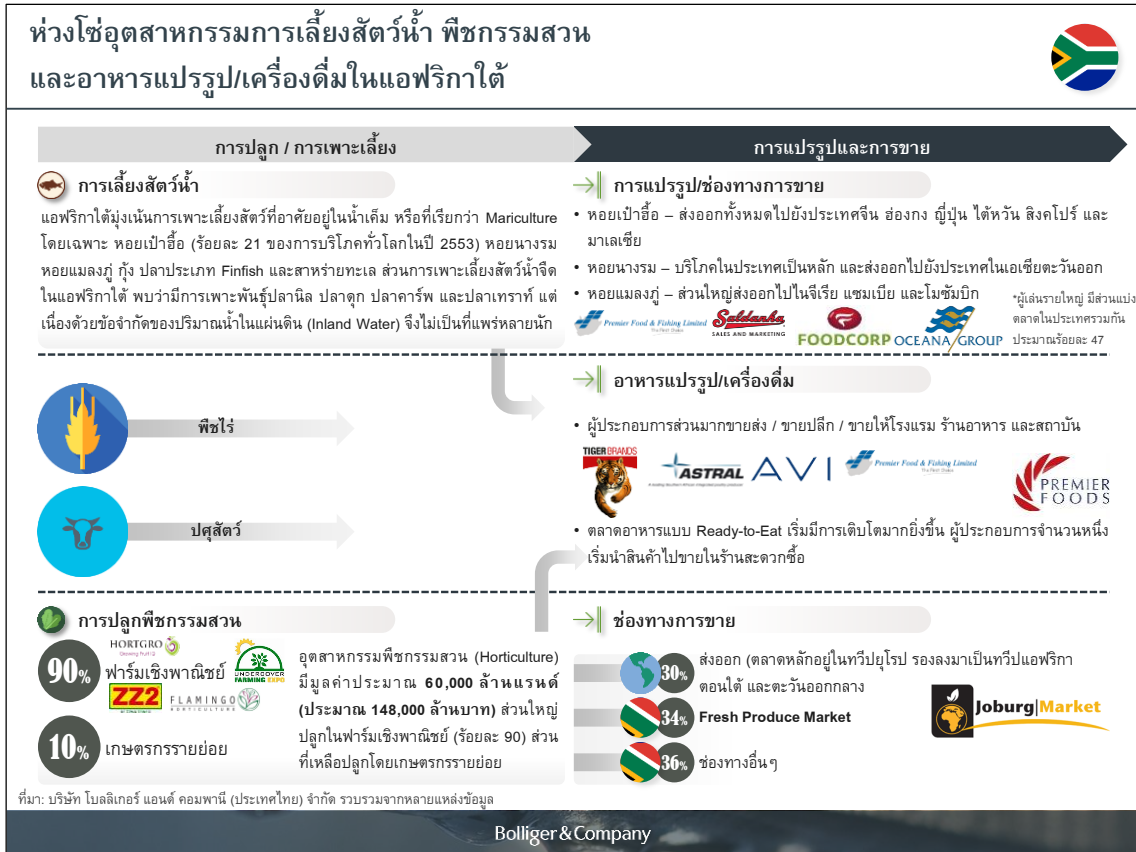 ห่วงโซ่อุตสาหกรรมการเลี้ยงสัตว์น้ำ พืชกรรมสวน
และอาหารแปรรูป/เครื่องดื่มในแอฟริกาใต้
การปลูก / การเพาะเลี้ยง
การแปรรูปและการขาย
การเลี้ยงสัตว์น้ำ
แอฟริกาใต้มุ่งเน้นการเพาะเลี้ยงสัตว์ที่อาศัยอยู่ในน้ำเค็ม หรือที่เรียกว่า Mariculture
โดยเฉพาะ หอยเป๋าฮื้อ (ร้อยละ 21 ของการบริโภคทั่วโลกในปี 2553) หอยนางรม
หอยแมลงภู่ กุ้ง ปลาประเภท Finfish และสาหร่ายทะเล ส่วนการเพาะเลี้ยงสัตว์น้ำจืด
ในแอฟริกาใต้ พบว่ามีการเพาะพันธุ์ปลานิล ปลาดุก ปลาคาร์พ และปลาเทราท์ แต่
เนื่องด้วยข้อจำกัดของปริมาณน้ำในแผ่นดิน (Inland Water) จึงไม่เป็นที่แพร่หลายนัก
การแปรรูป/ช่องทางการขาย
• หอยเป๋าฮื้อ – ส่งออกทั้งหมดไปยังประเทศจีน ฮ่องกง ญี่ปุ่น ไต้หวัน สิงคโปร์ และ
มาเลเซีย
• หอยนางรม – บริโภคในประเทศเป็นหลัก และส่งออกไปยังประเทศในเอเชียตะวันออก
• หอยแมลงภู่ – ส่วนใหญ่ส่งออกไปไนจีเรีย แซมเบีย และโมซัมบิก
*ผู้เล่นรายใหญ่ มีส่วนแบ่ง
ตลาดในประเทศรวมกัน
ประมาณร้อยละ 47
Premier Food & Fishing Limited
Saldanha
SALES AND MARKETING
FOODCORP
OCEANA GROUP
พืชไร่
ปศุสัตว์
อาหารแปรรูป/เครื่องดื่ม
• ผู้ประกอบการส่วนมากขายส่ง / ขายปลีก / ขายให้โรงแรม ร้านอาหาร และสถาบัน
TIGER BRANDS
ASTRAL
AVI
Premier Food & Fishing Limited
PREMIER
FOODS
• ตลาดอาหารแบบ Ready-to-Eat เริ่มมีการเติบโตมากยิ่งขึ้น ผู้ประกอบการจำนวนหนึ่ง
เริ่มนำสินค้าไปขายในร้านสะดวกซื้อ
การปลูกพืชกรรมสวน
HORTGRO
90%
ฟาร์มเชิงพาณิชย์
UNDERCOVER
FARMING EXPO
ZZ2
FLAMINGO
HORTICULTURE
10%
เกษตรกรรายย่อย
อุตสาหกรรมพืชกรรมสวน (Horticulture)
มีมูลค่าประมาณ 60,000 ล้านแรนด์
(ประมาณ 148,000 ล้านบาท) ส่วนใหญ่
ปลูกในฟาร์มเชิงพาณิชย์ (ร้อยละ 90) ส่วน
ที่เหลือปลูกโดยเกษตรกรรายย่อย
ช่องทางการขาย
30%
ส่งออก (ตลาดหลักอยู่ในทวีปยุโรป รองลงมาเป็นทวีปแอฟริกา
ตอนใต้ และตะวันออกกลาง
34%
Fresh Produce Market
Joburg|Market
36%
ช่องทางอื่นๆ
ที่มา: บริษัท โบลลิเกอร์ แอนด์ คอมพานี (ประเทศไทย) จำกัด รวบรวมจากหลายแหล่งข้อมูล
Bolliger & Company